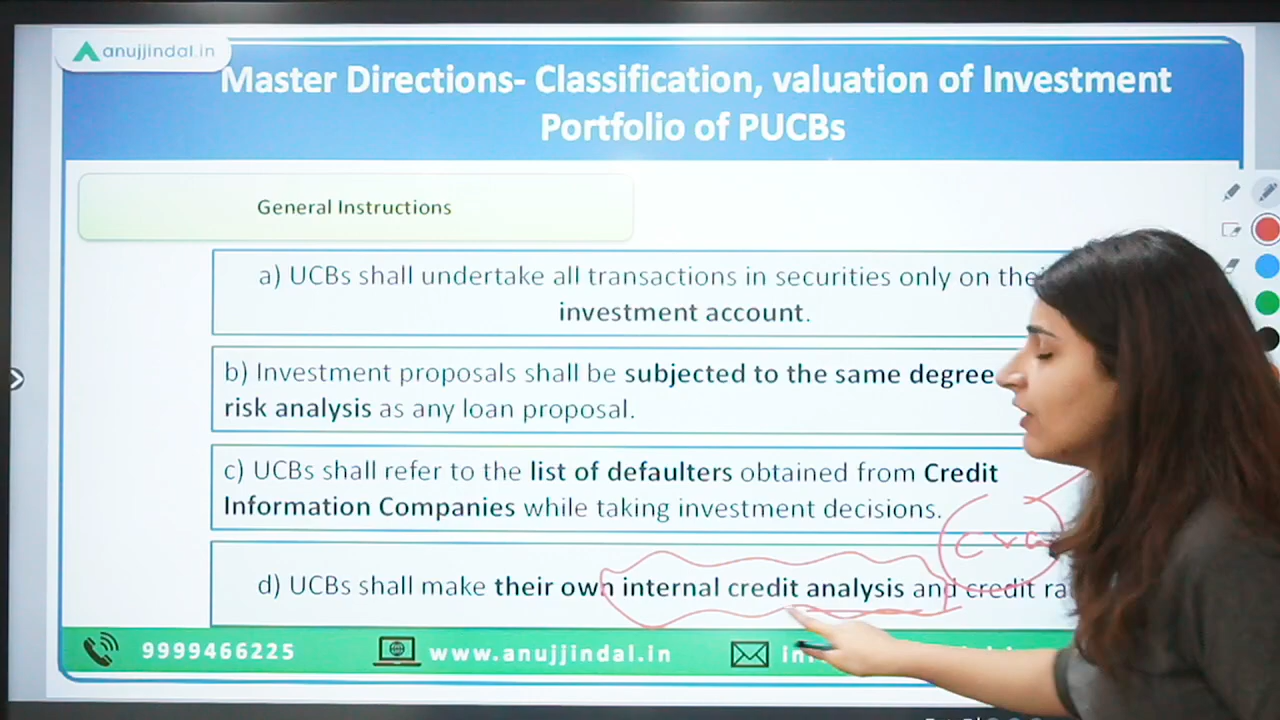 anujjindal.in
Master Directions- Classification, valuation of Investment
Portfolio of PUCBs
General Instructions
a) UCBs shall undertake all transactions in securities only on
investment account.
b) Investment proposals shall be subjected to the same degree
risk analysis as any loan proposal.
c) UCBs shall refer to the list of defaulters obtained from Credit
Information Companies while taking investment decisions.
d) UCBs shall make their own internal credit analysis and credit
9999466225
www.anujjindal.in